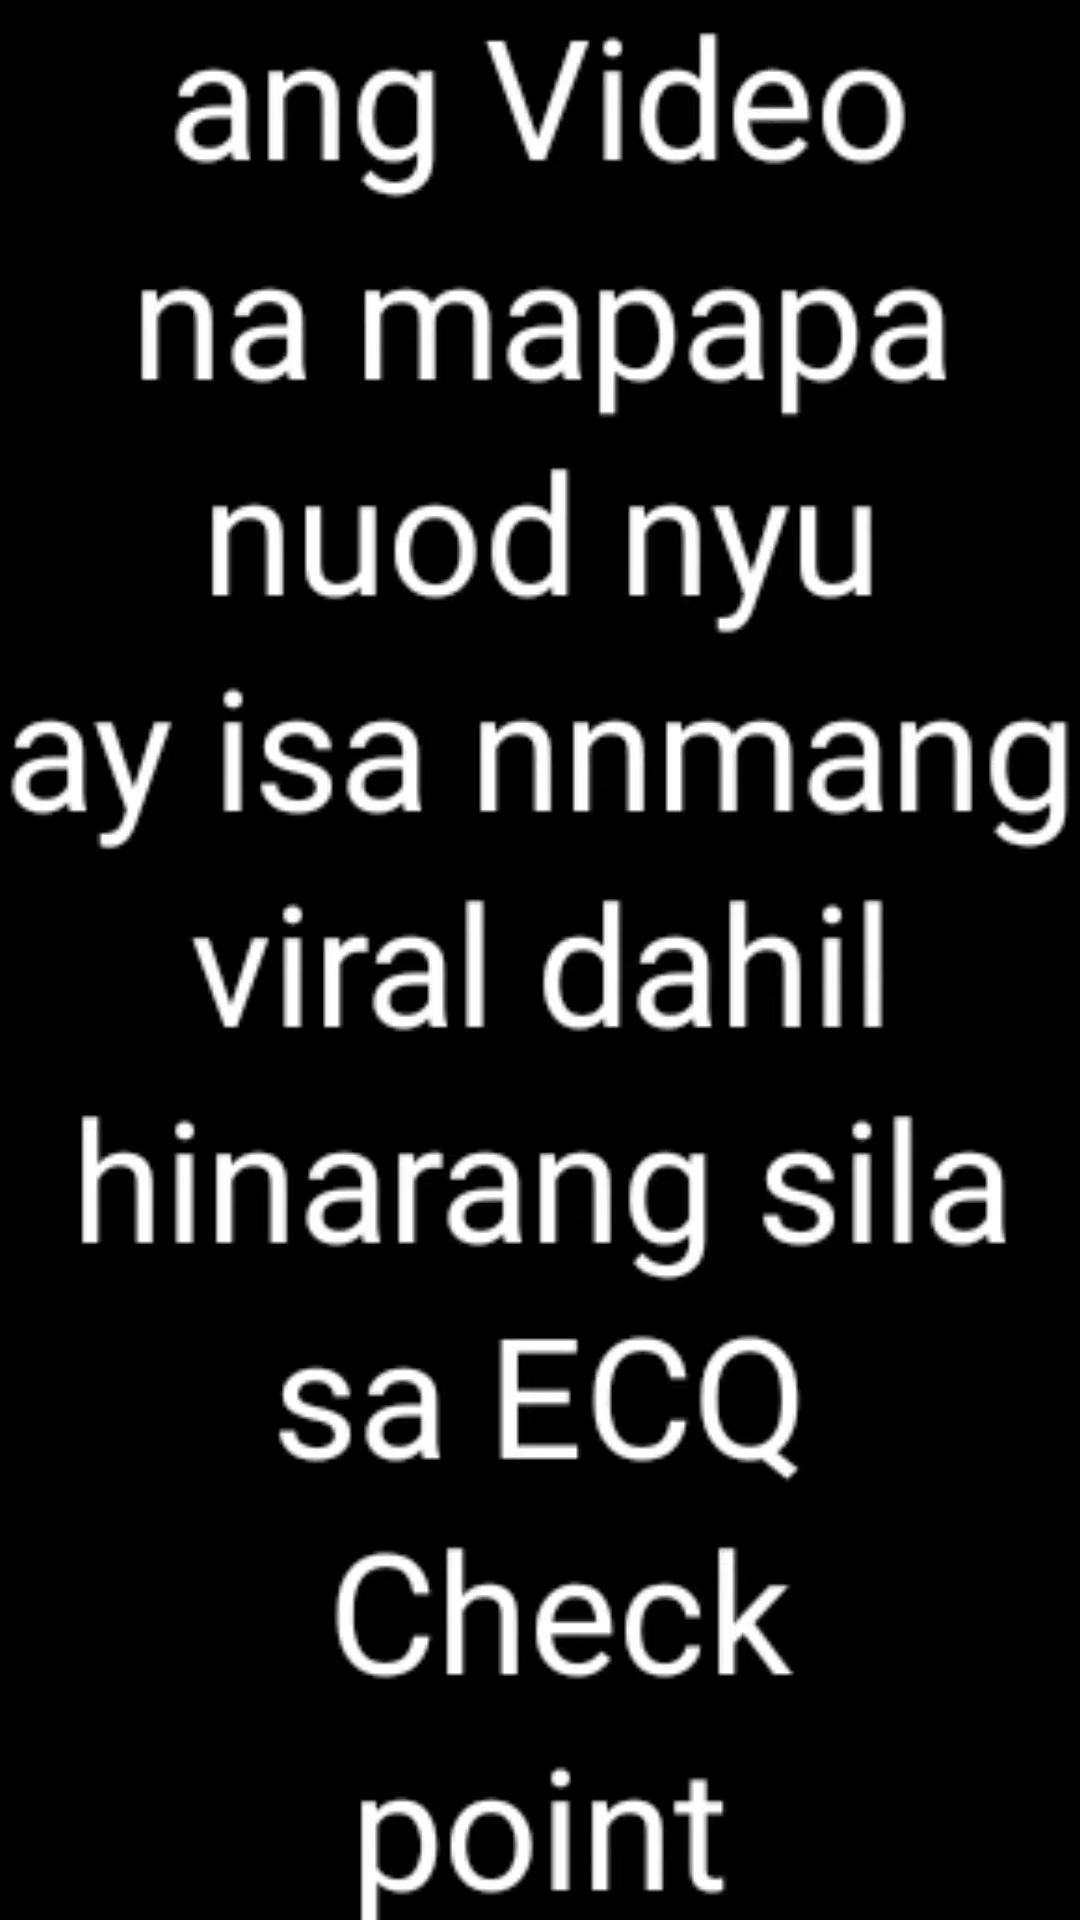 ang Video
na mapapa
nuod nyu
ay isa nnmang
viral dahil
hinarang sila
sa ECQ
Check
point